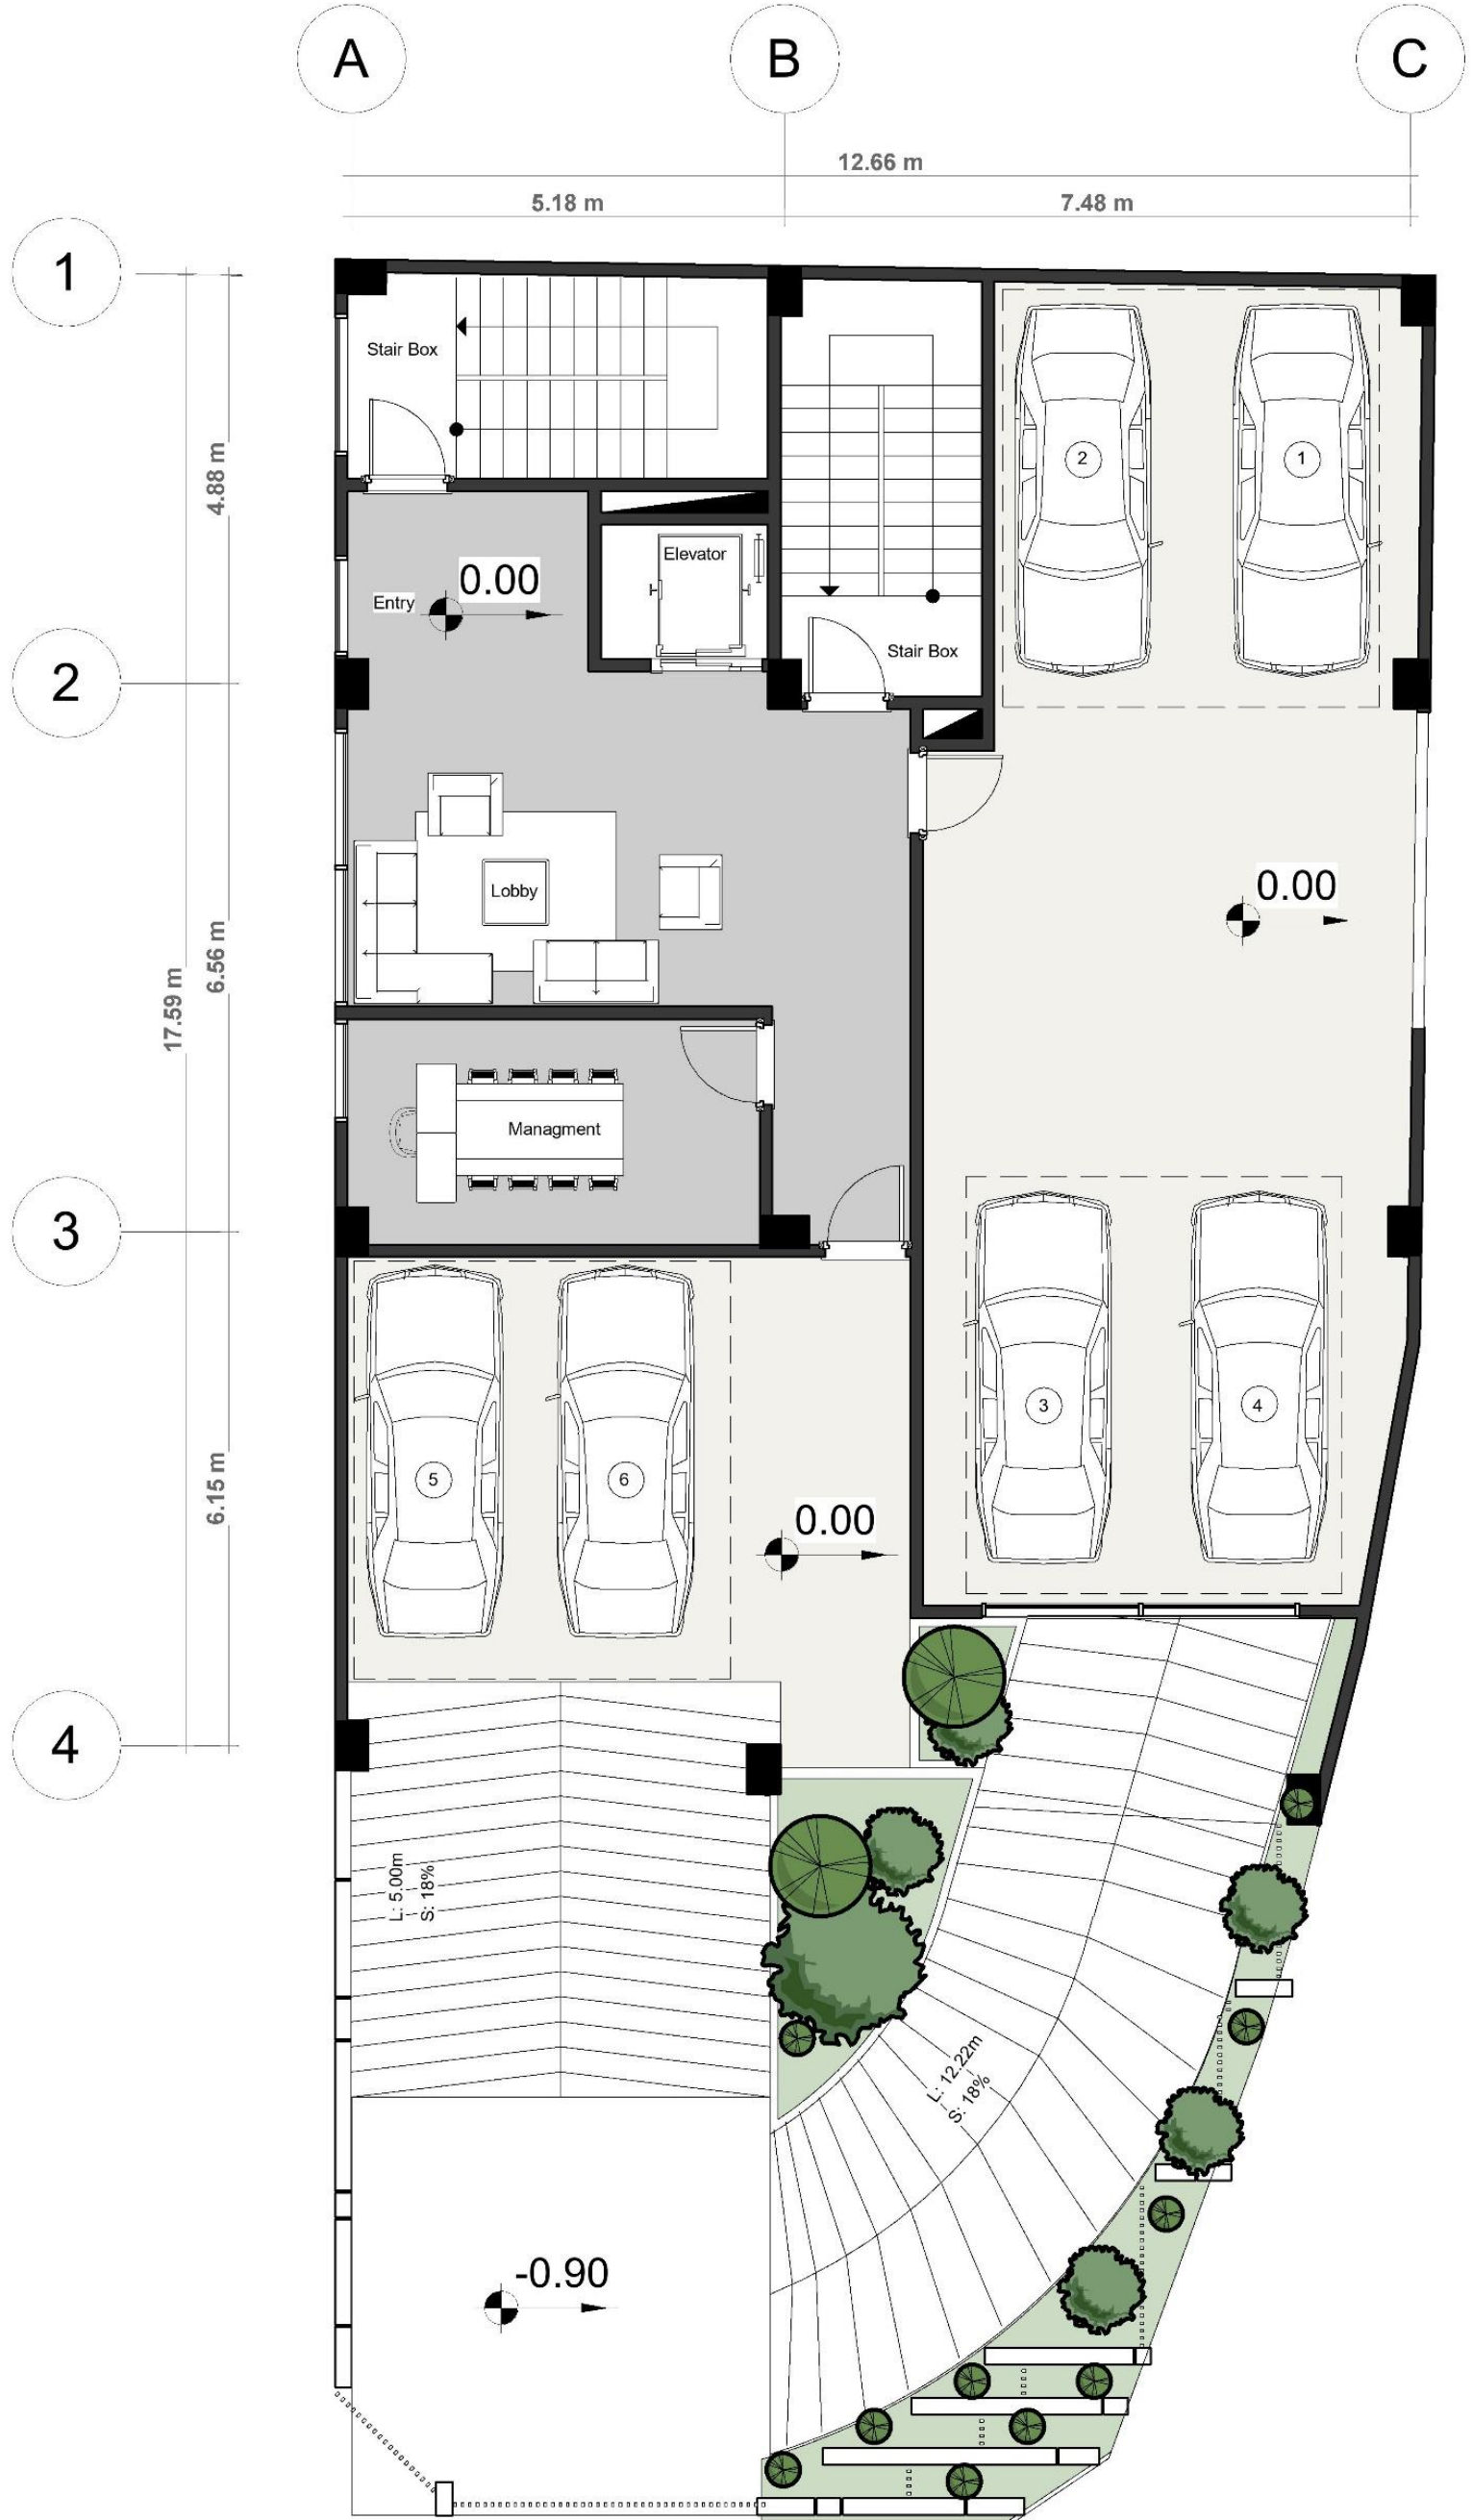 A
B
C
12.66 m
5.18 m
7.48 m
1
Stair Box
2
1
4.88 m
Elevator
0.00
Entry
Stair Box
2
0.00
Lobby
6.56 m
17.59 m
Managment
3
3
4
5
6
6.15 m
0.00
4
L: 5.00m
S: 18%
L: 12.22m
S: 18%
-0.90